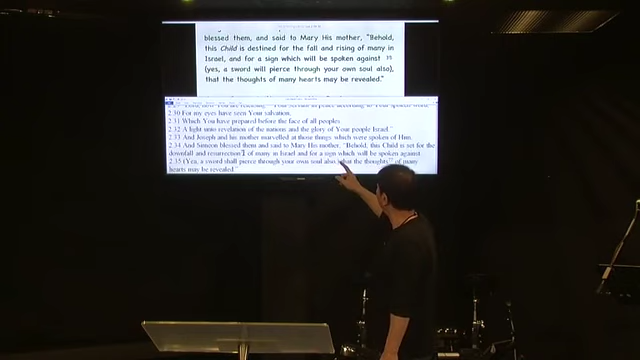 blessed them, and said to Mary His mother, "Behold,
this Child is destined for the fall and rising of many in
Israel, and for a sign which will be spoken against 35
(yes, a sword will pierce through your own soul also),
that the thoughts of many hearts may be revealed."
2.30 For my eyes have seen Your salvation,
2.31 Which You have prepared before the face of all peoples
2.32 A light unto revelation of the nations and the glory of Your people Israel."
2.33 And Joseph and his mother marvelled at those things which were spoken of Him.
2.34 And Simeon blessed them and said to Mary His mother, "Behold, this Child is set for the
downfall and resurrection of many in Israel and for a sign which will be spoken against
2.35 (Yea, a sword shall pierce through your own soul also, that the thoughts of many
hearts may be revealed."